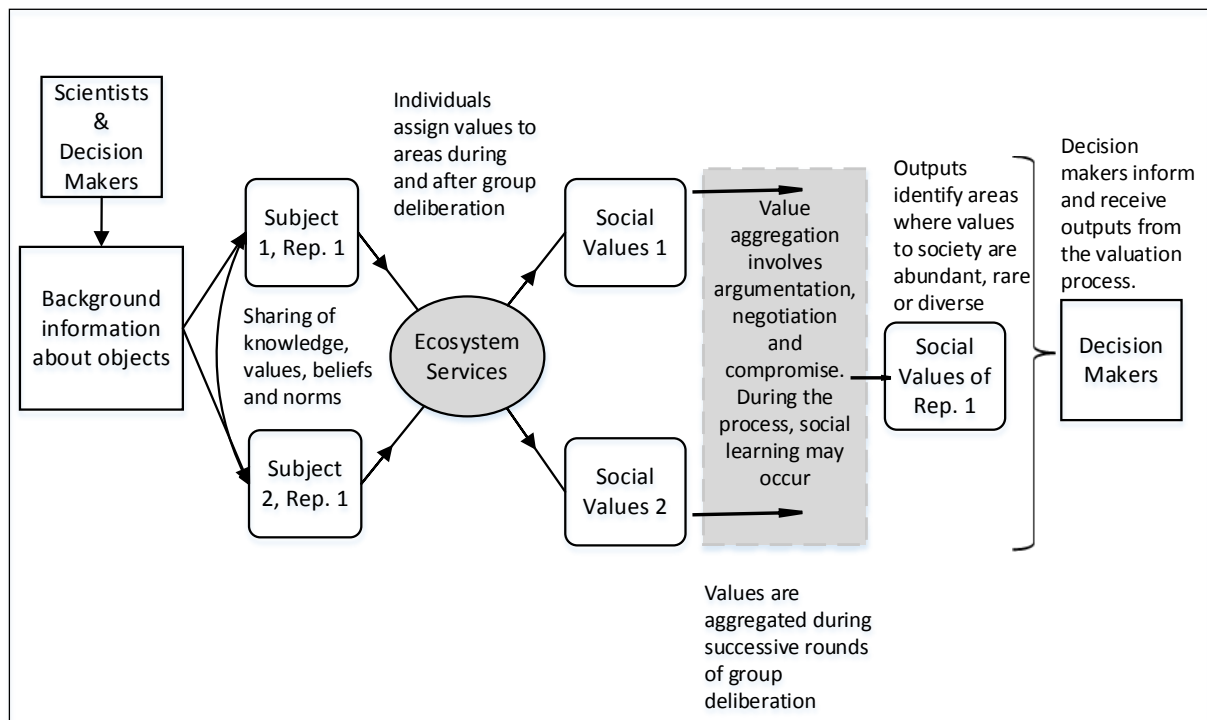 Scientists
&
Decision
Makers
Background
information
about objects
Subject
1, Rep. 1
Sharing of
knowledge,
values, beliefs
and norms
Subject
2, Rep. 1
Individuals
assign values to
areas during
and after group
deliberation
Ecosystem
Services
Social
Values 1
Social
Values 2
Value
aggregation
involves
argumentation,
negotiation
and
compromise.
During the
process, social
learning may
occur
Values are
aggregated during
successive rounds
of group
deliberation
Outputs
identify areas
where values
to society are
abundant, rare
or diverse
Social
Values of
Rep. 1
Decision
makers inform
and receive
outputs from
the valuation
process.
Decision
Makers